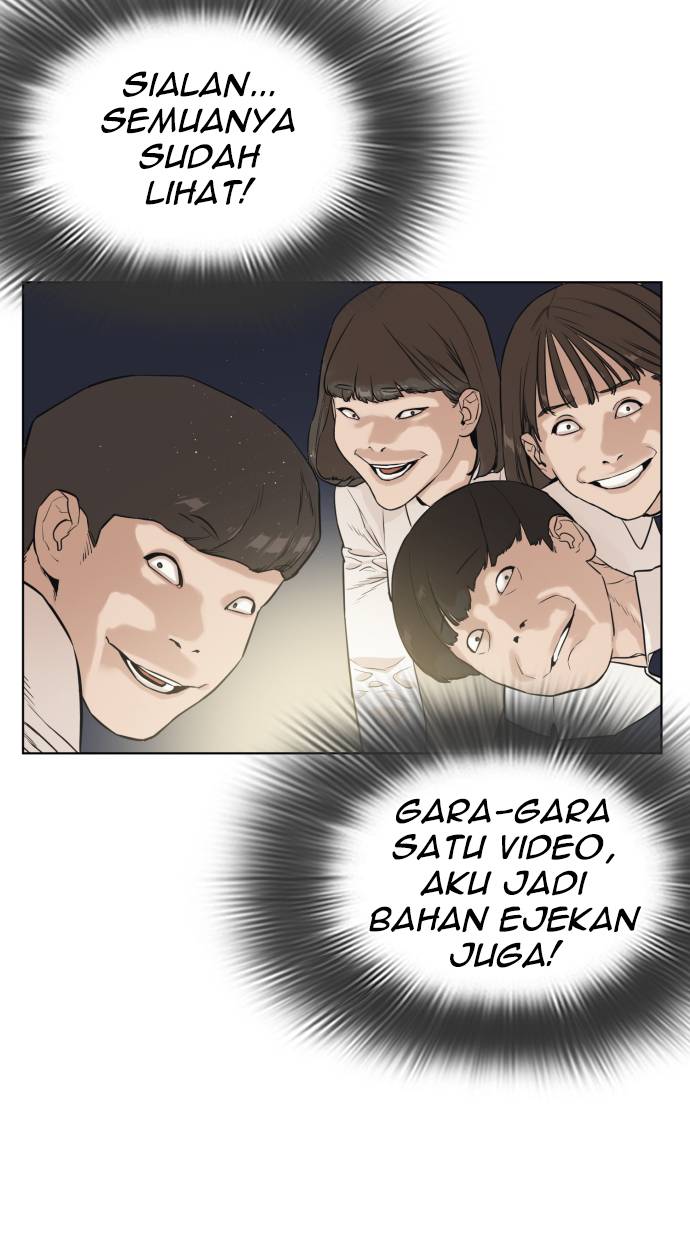 SIALAN...
SEMUANYA
SUDAH
LIHAT!
GARA-GARA
SATU VIDEO,
AKU JADI
BAHAN EJEKAN
JUGA!